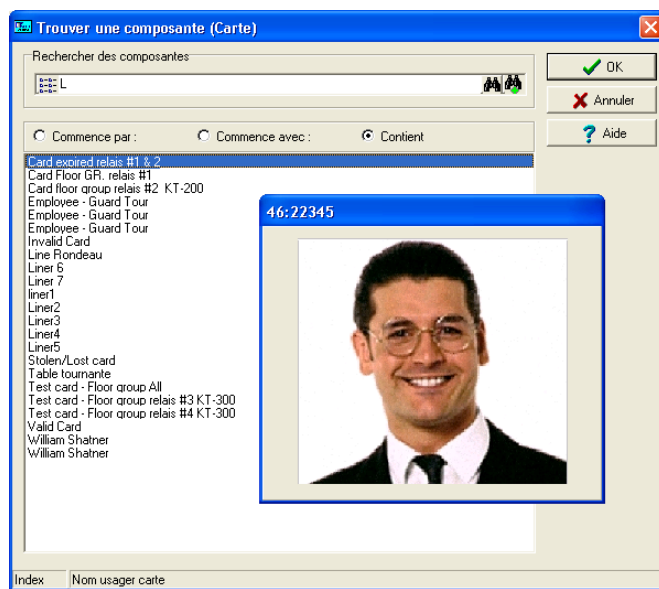 Trouver une composante (Carte)
Rechercher des composantes
L
OK
Annuler
Aide
Commence par :
Commence avec :
Contient
Card expired relais #1 & 2
Card Floor GR. relais #1
Card floor group relais #2 KT-200
Employee - Guard Tour
Employee - Guard Tour
Employee - Guard Tour
Invalid Card
Line Rondeau
Liner 6
Liner 7
liner1
Liner2
Liner3
Liner4
Liner5
Stolen/Lost card
Table tournante
Test card - Floor group All
Test card - Floor group relais #3 KT-300
Test card - Floor group relais #4 KT-300
Valid Card
William Shatner
William Shatner
46:22345
Index
Nom usager carte